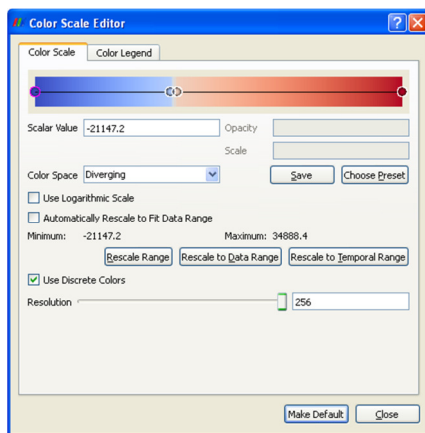 Color Scale Editor
Color Scale
Color Legend
Scalar Value -21147.2 Opacity
Scale
Color Space Diverging Save Choose Preset
Use Logarithmic Scale
Automatically Rescale to Fit Data Range
Minimum: -21147.2 Maximum: 34888.4
Rescale Range Rescale to Data Range Rescale to Temporal Range
Use Discrete Colors
Resolution 256
Make Default Close